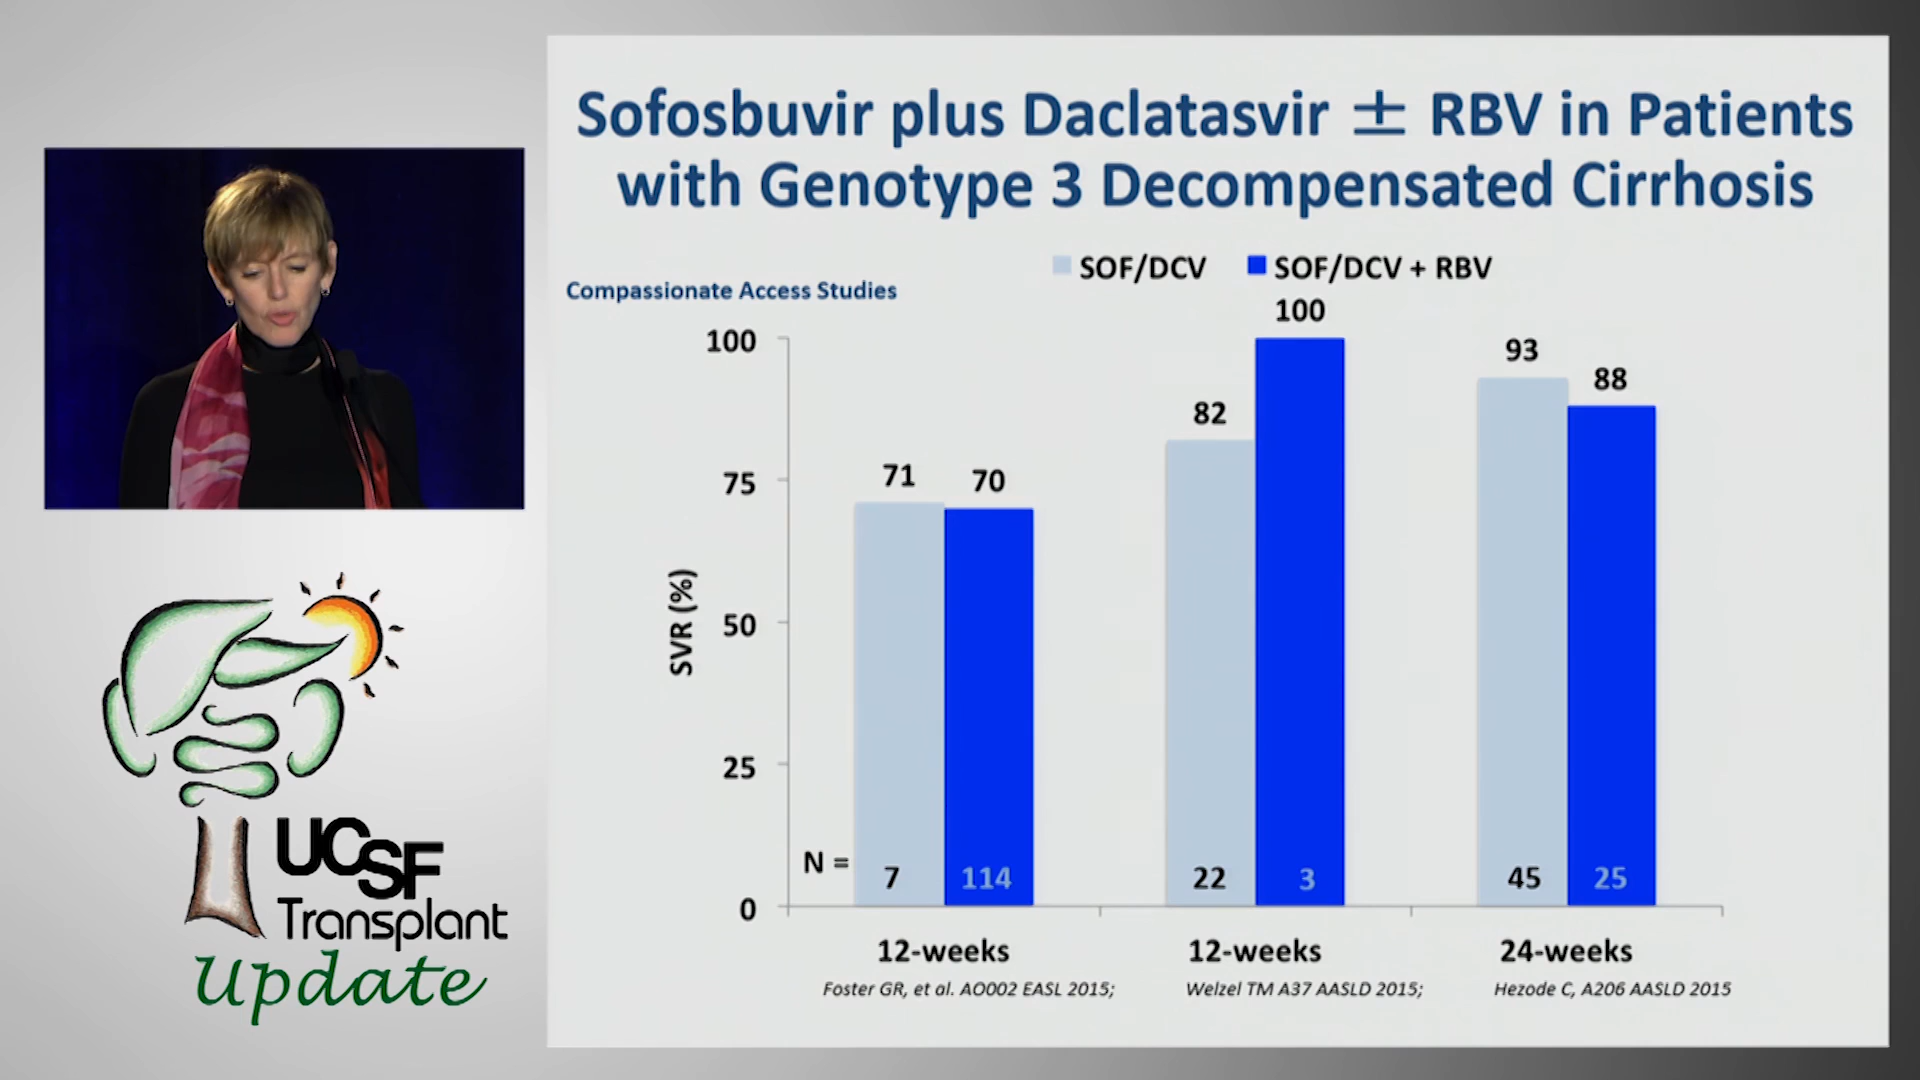 Sofosbuvir plus Daclatasvir ± RBV in Patients
with Genotype 3 Decompensated Cirrhosis
SOF/DCV
SOF/DCV + RBV
Compassionate Access Studies
100
75
50
25
0
SVR (%)
71
70
82
100
93
88
N =
7
114
22
3
45
25
12-weeks
12-weeks
24-weeks
Foster GR, et al. AO002 EASL 2015;
Welzel TM A37 AASLD 2015;
Hezode C, A206 AASLD 2015
UCSF
Transplant
Update